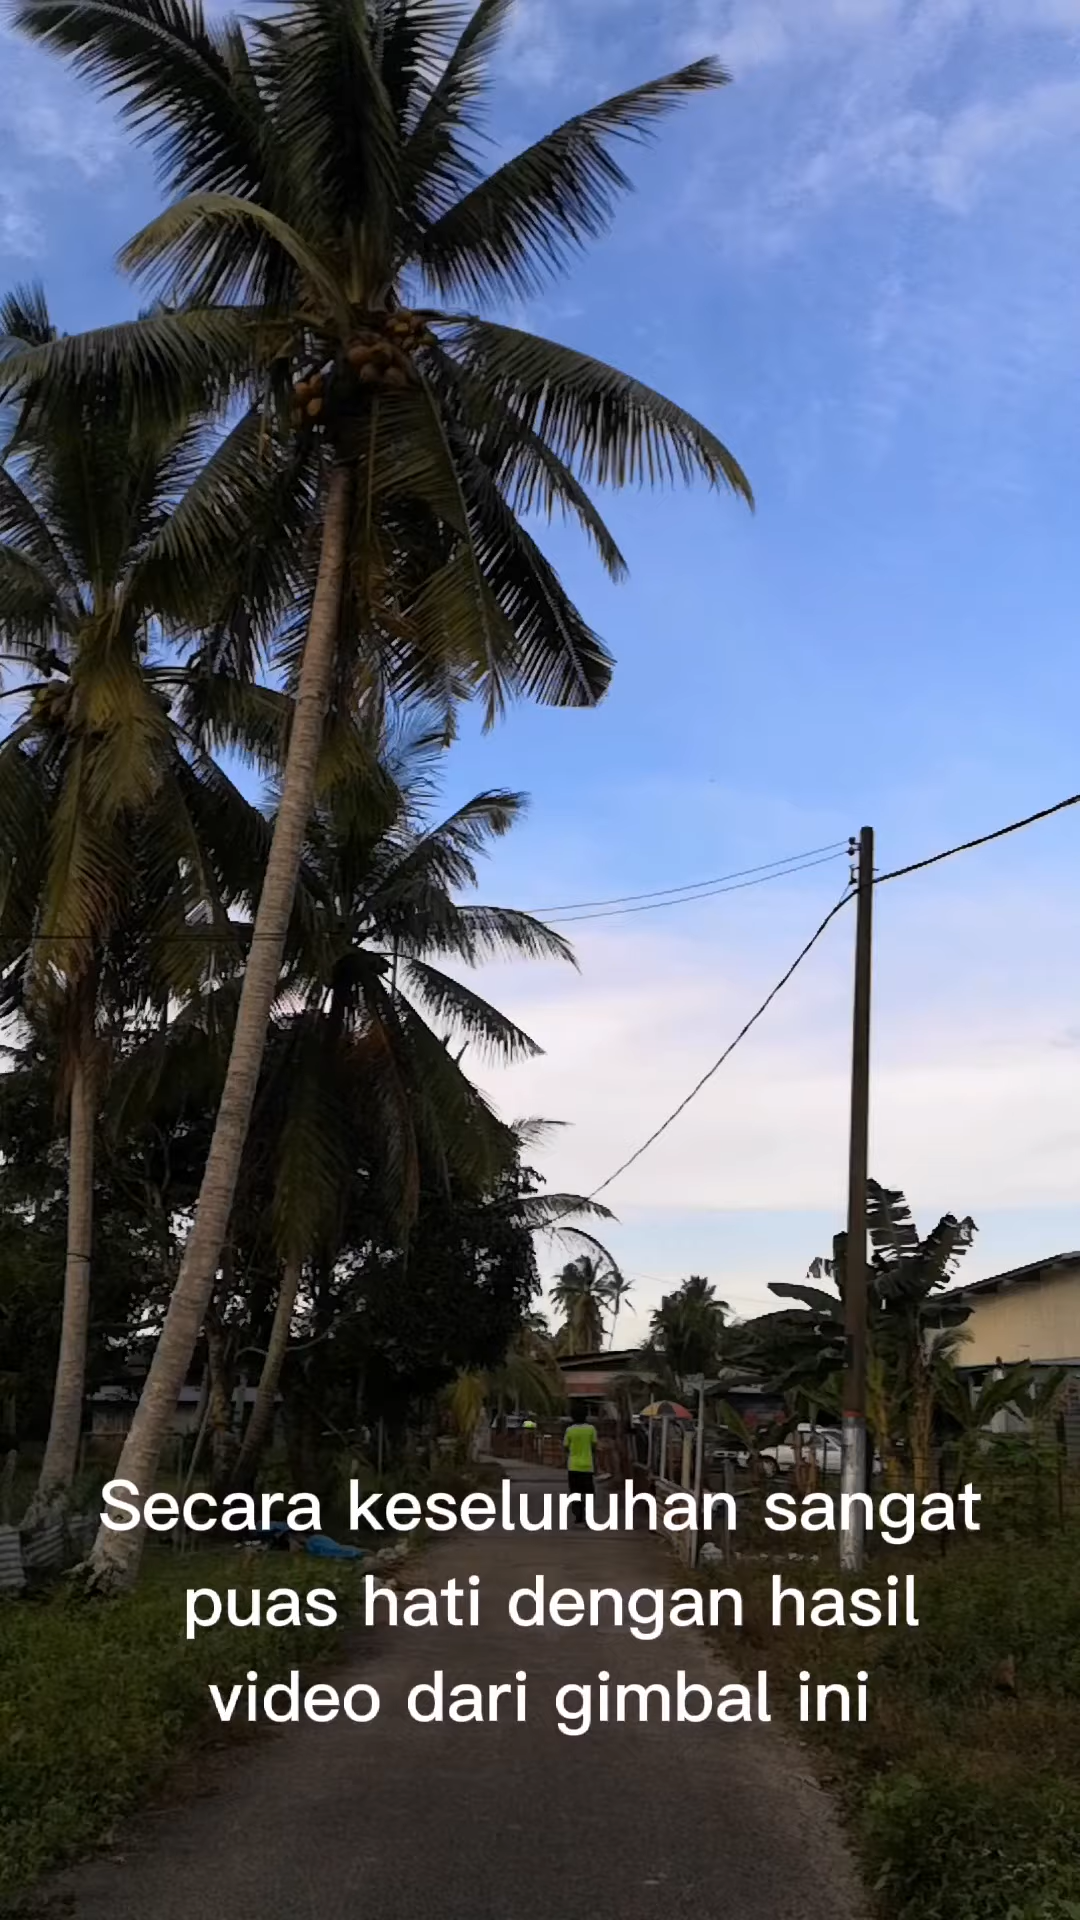 Secara keseluruhan sangat
puas hati dengan hasil
video dari gimbal ini